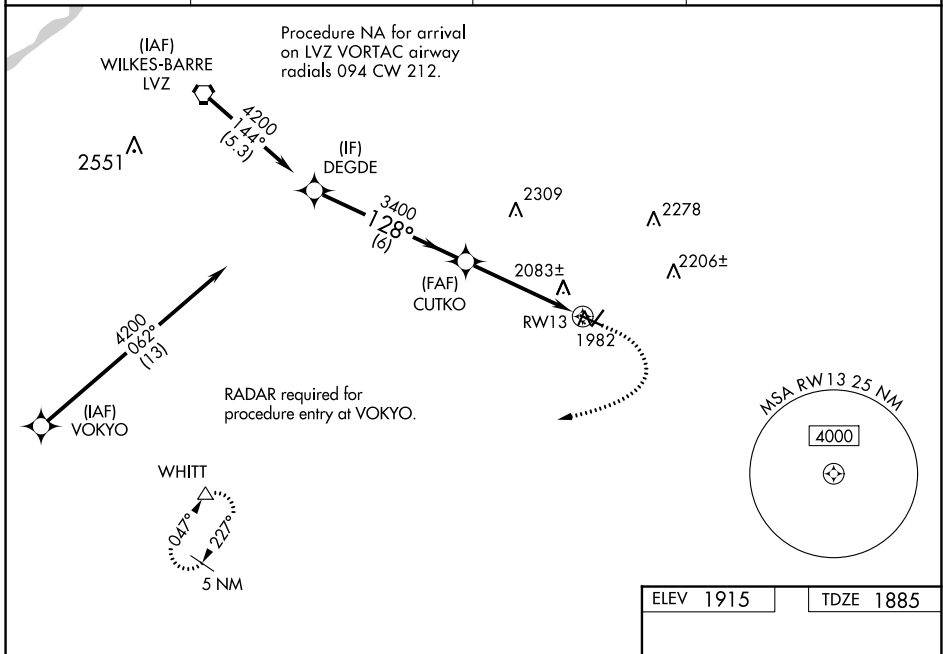 Procedure NA for arrival
on LVZ VORTAC airway
radials 094 CW 212.
(IAF)
WILKES-BARRE
LVZ
4200
144°
(5.3)
2551
(IF)
DEGDE
3400
128°
(6)
2309
2278
2206±
2083±
(FAF)
CUTKO
RW13
1982
4200
062°
(13)
(IAF)
VOKYO
RADAR required for
procedure entry at VOKYO.
MSA RW13 25 NM
4000
WHITT
047°
227°
5 NM
ELEV 1915
TDZE 1885